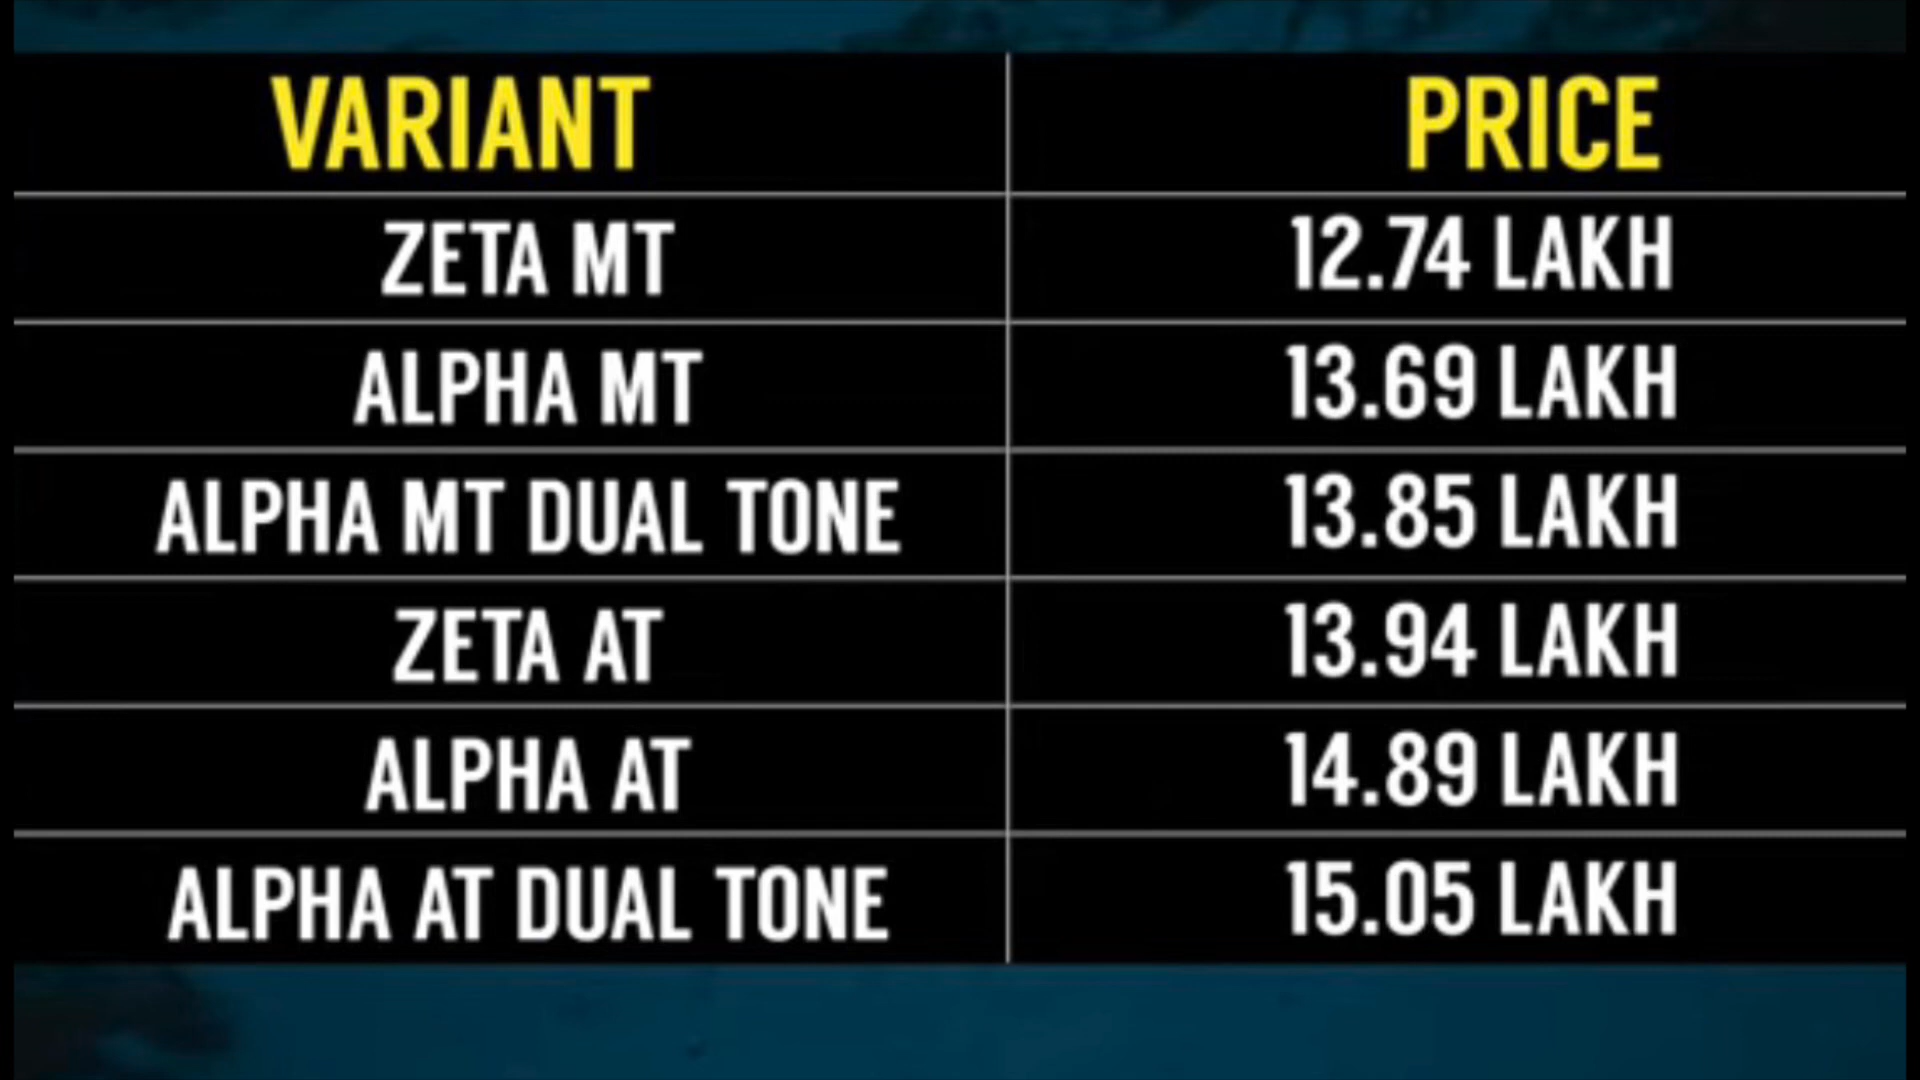 VARIANT PRICE
ZETA MT 12.74 LAKH
ALPHA MT 13.69 LAKH
ALPHA MT DUAL TONE 13.85 LAKH
ZETA AT 13.94 LAKH
ALPHA AT 14.89 LAKH
ALPHA AT DUAL TONE 15.05 LAKH